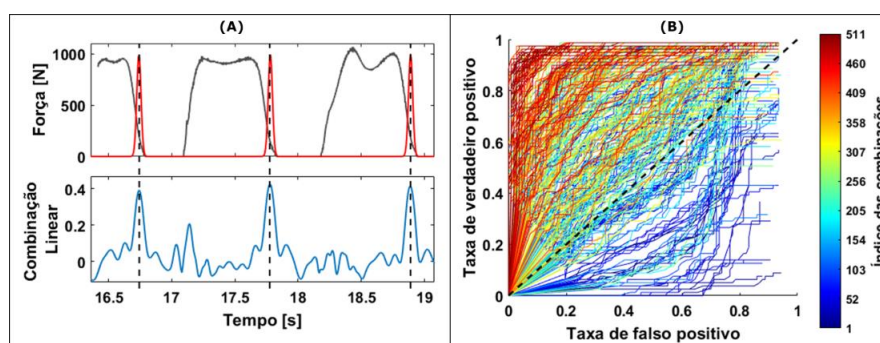 (A)
Força [N]
1000
500
0
Combinação
Linear
0.4
0.2
0
16.5 17 17.5 18 18.5 19
Tempo [s]
(B)
Taxa de verdadeiro positivo
1
0.8
0.6
0.4
0.2
0
0 0.2 0.4 0.6 0.8 1
Taxa de falso positivo
511
460
409
358
307
256
205
154
103
52
1
Índice das combinações